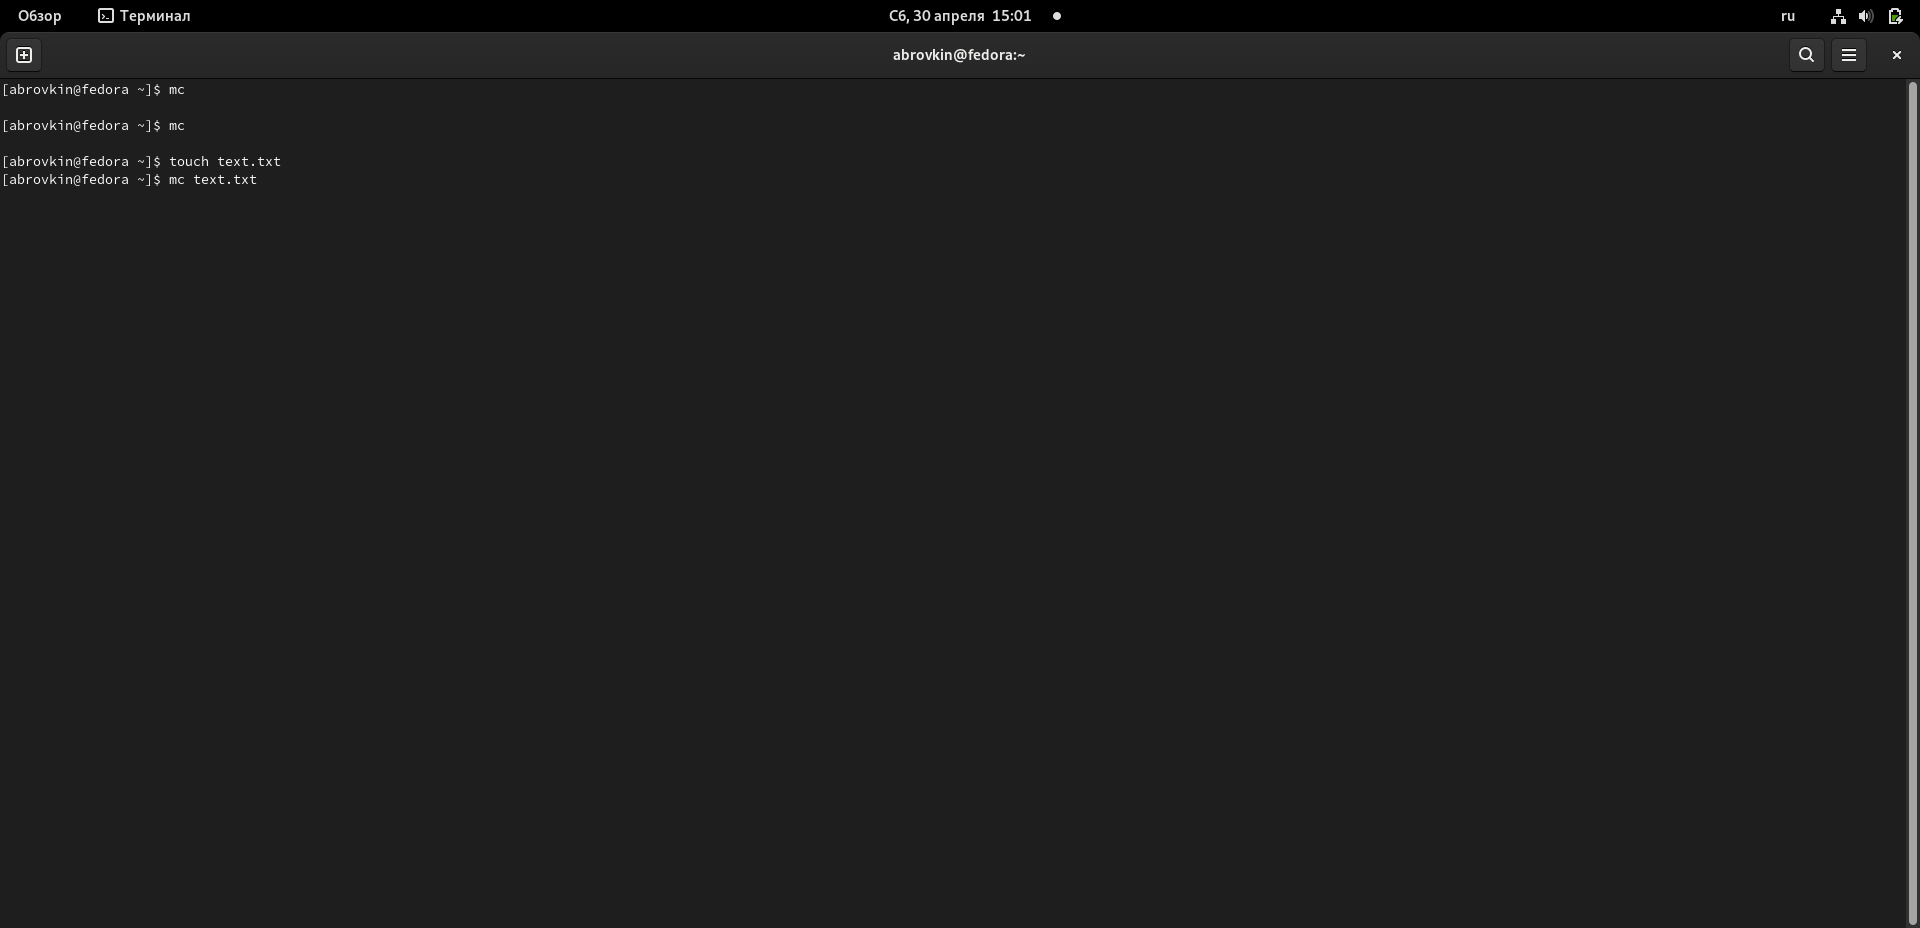 Обзор Терминал Сб, 30 апреля 15:01 ru
abrovkin@fedora:~
[abrovkin@fedora ~]$ mc
[abrovkin@fedora ~]$ mc
[abrovkin@fedora ~]$ touch text.txt
[abrovkin@fedora ~]$ mc text.txt